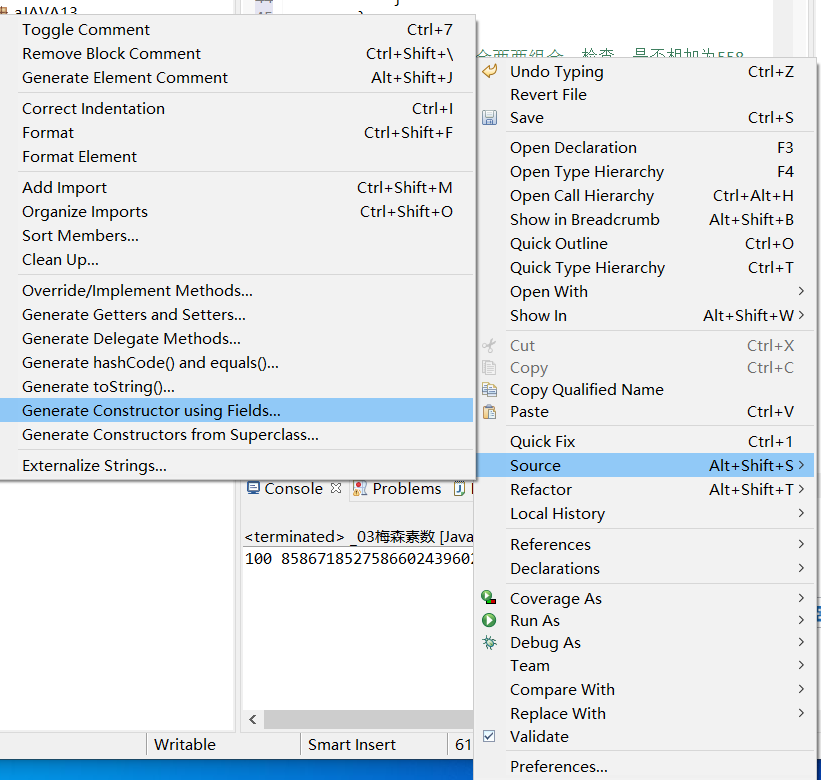 aJAVA13
Toggle Comment Ctrl+7
Remove Block Comment Ctrl+Shift+\
Generate Element Comment Alt+Shift+J
Correct Indentation Ctrl+I
Format Ctrl+Shift+F
Format Element
Add Import Ctrl+Shift+M
Organize Imports Ctrl+Shift+O
Sort Members...
Clean Up...
Override/Implement Methods...
Generate Getters and Setters...
Generate Delegate Methods...
Generate hashCode() and equals()...
Generate toString()...
Generate Constructor using Fields...
Generate Constructors from Superclass...
Externalize Strings...
Undo Typing Ctrl+Z
Revert File
Save Ctrl+S
Open Declaration F3
Open Type Hierarchy F4
Open Call Hierarchy Ctrl+Alt+H
Show in Breadcrumb Alt+Shift+B
Quick Outline Ctrl+O
Quick Type Hierarchy Ctrl+T
Open With >
Show In Alt+Shift+W >
Cut Ctrl+X
Copy Ctrl+C
Copy Qualified Name
Paste Ctrl+V
Quick Fix Ctrl+1
Source Alt+Shift+S >
Refactor Alt+Shift+T >
Local History >
References >
Declarations >
Coverage As >
Run As >
Debug As >
Team >
Compare With >
Replace With >
Validate
Preferences...
Console Problems
<terminated> _03梅森素数 [Java
100 858671852758660243960
Writable Smart Insert 61